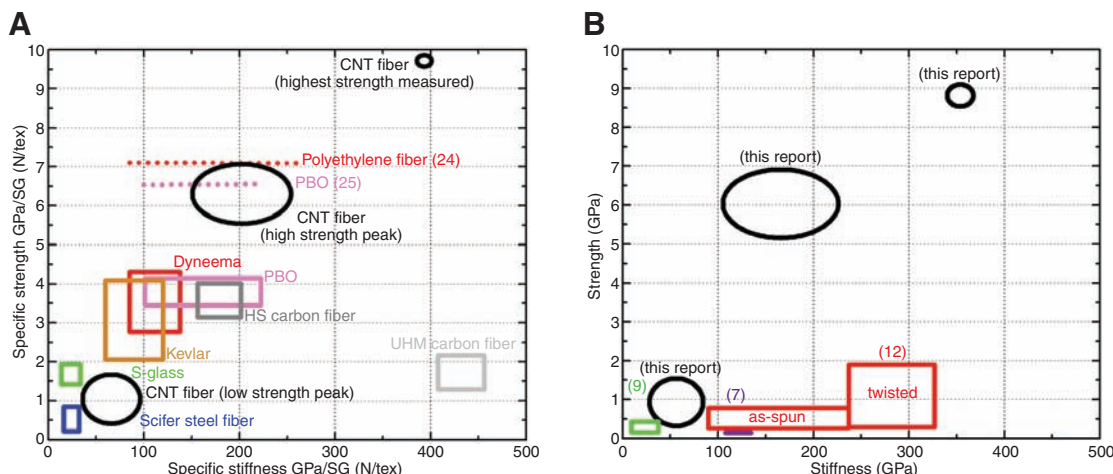 A
10
9
8
7
6
5
4
3
2
1
0
Specific strength GPa/SG (N/tex)
CNT fiber
(highest strength measured)
Polyethylene fiber (24)
PBO (25)
CNT fiber
(high strength peak)
Dyneema
PBO
HS carbon fiber
UHM carbon fiber
Kevlar
S-glass
CNT fiber (low strength peak)
Scifer steel fiber
0 100 200 300 400 500
Specific stiffness GPa/SG (N/tex)
B
10
9
8
7
6
5
4
3
2
1
0
Strength (GPa)
(this report)
(this report)
(this report)
(12)
(9)
(7)
twisted
as-spun
0 100 200 300 400 500
Stiffness (GPa)